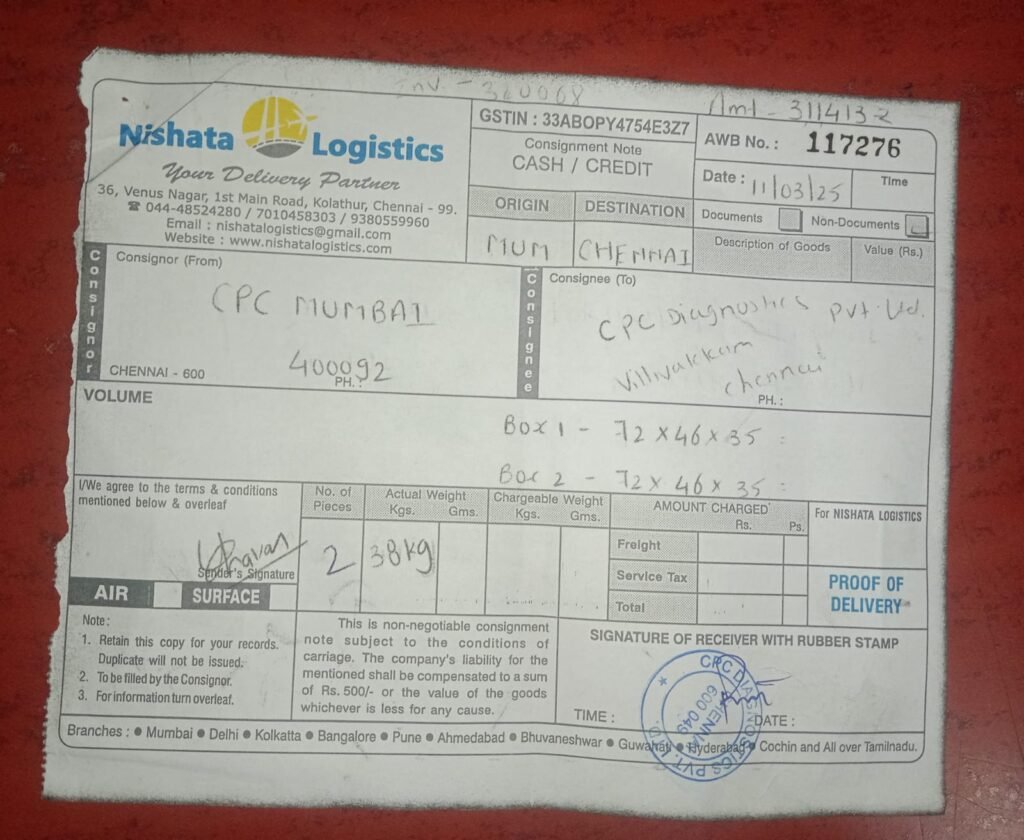 Inv. - 320068
Amt - 311413-2
Nishata Logistics
Your Delivery Partner
36, Venus Nagar, 1st Main Road, Kolathur, Chennai - 99.
☎ 044-48524280 / 7010458303 / 9380559960
Email : nishatalogistics@gmail.com
Website : www.nishatalogistics.com
GSTIN : 33ABOPY4754E3Z7
Consignment Note
CASH / CREDIT
AWB No. : 117276
Date : 11/03/25
Time
ORIGIN DESTINATION
MUM CHENNAI
Documents Non-Documents
Description of Goods Value (Rs.)
Consignor
Consignor (From)
CPC MUMBAI
400092
CHENNAI - 600 PH. :
Consignee
Consignee (To)
CPC Diagnostics Pvt. Ltd.
Villivakkam
Chennai
PH. :
VOLUME
Box 1 - 72 x 46 x 35
Box 2 - 72 x 46 x 35
I/We agree to the terms & conditions
mentioned below & overleaf
Sender's Signature
AIR SURFACE
No. of
Pieces
2
Actual Weight
Kgs. Gms.
38kg
Chargeable Weight
Kgs. Gms.
AMOUNT CHARGED
Rs. Ps.
Freight
Service Tax
Total
For NISHATA LOGISTICS
PROOF OF
DELIVERY
Note:
1. Retain this copy for your records.
Duplicate will not be issued.
2. To be filled by the Consignor.
3. For information turn overleaf.
This is non-negotiable consignment
note subject to the conditions of
carriage. The company's liability for the
mentioned shall be compensated to a sum
of Rs. 500/- or the value of the goods
whichever is less for any cause.
SIGNATURE OF RECEIVER WITH RUBBER STAMP
TIME : DATE :
CPC DIAGNOSTICS PVT. LTD.
CHENNAI
600 049
Branches : ● Mumbai ● Delhi ● Kolkatta ● Bangalore ● Pune ● Ahmedabad ● Bhuvaneshwar ● Guwahati ● Hyderabad ● Cochin and All over Tamilnadu.